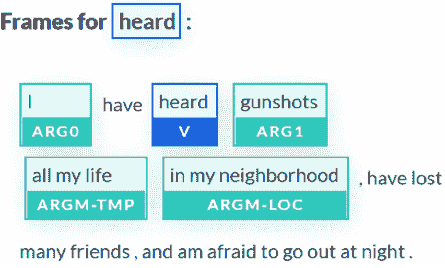 Frames for heard :
I have heard gunshots
ARG0 V ARG1
all my life in my neighborhood , have lost
ARGM-TMP ARGM-LOC
many friends , and am afraid to go out at night .